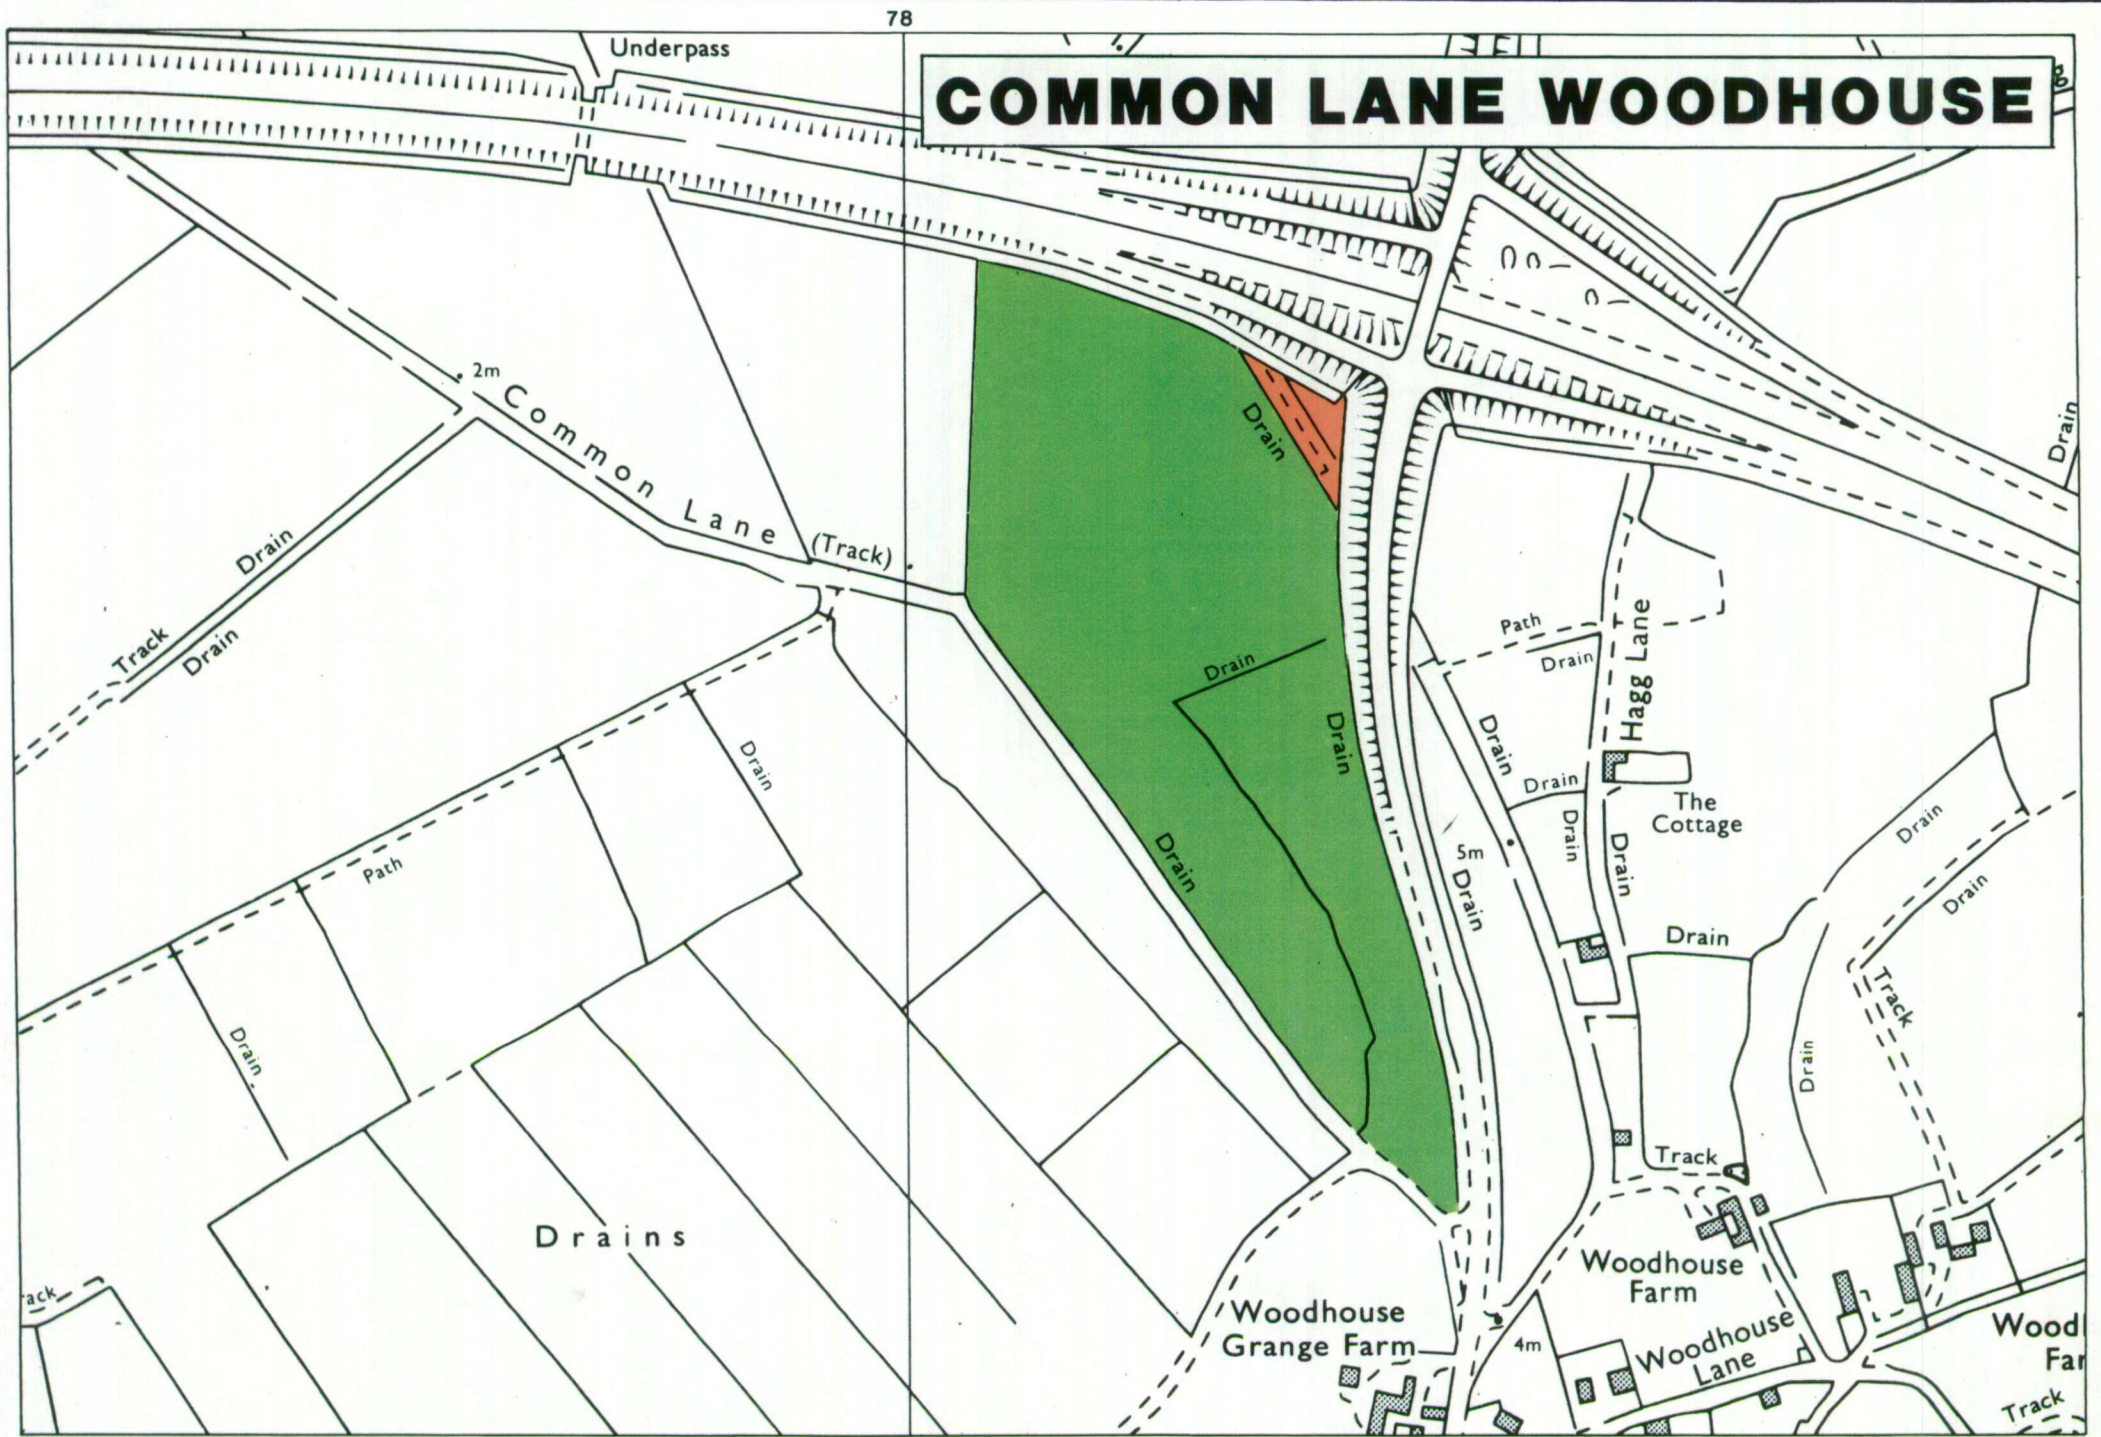 78
Underpass
COMMON LANE WOODHOUSE
2m
Common Lane (Track)
Drain
Drain
Drain
Track
Drain
Path
Drain
Hagg Lane
Drain
Drain
Drain
Drain
Drain
The
Cottage
Drain
Drain
Drain
5m
Drain
Drain
Path
Drain
Drain
Drain
Track
Drain
Drain
Track
Drains
Woodhouse
Farm
Woodhouse
Grange Farm
4m
Woodhouse
Lane
Track